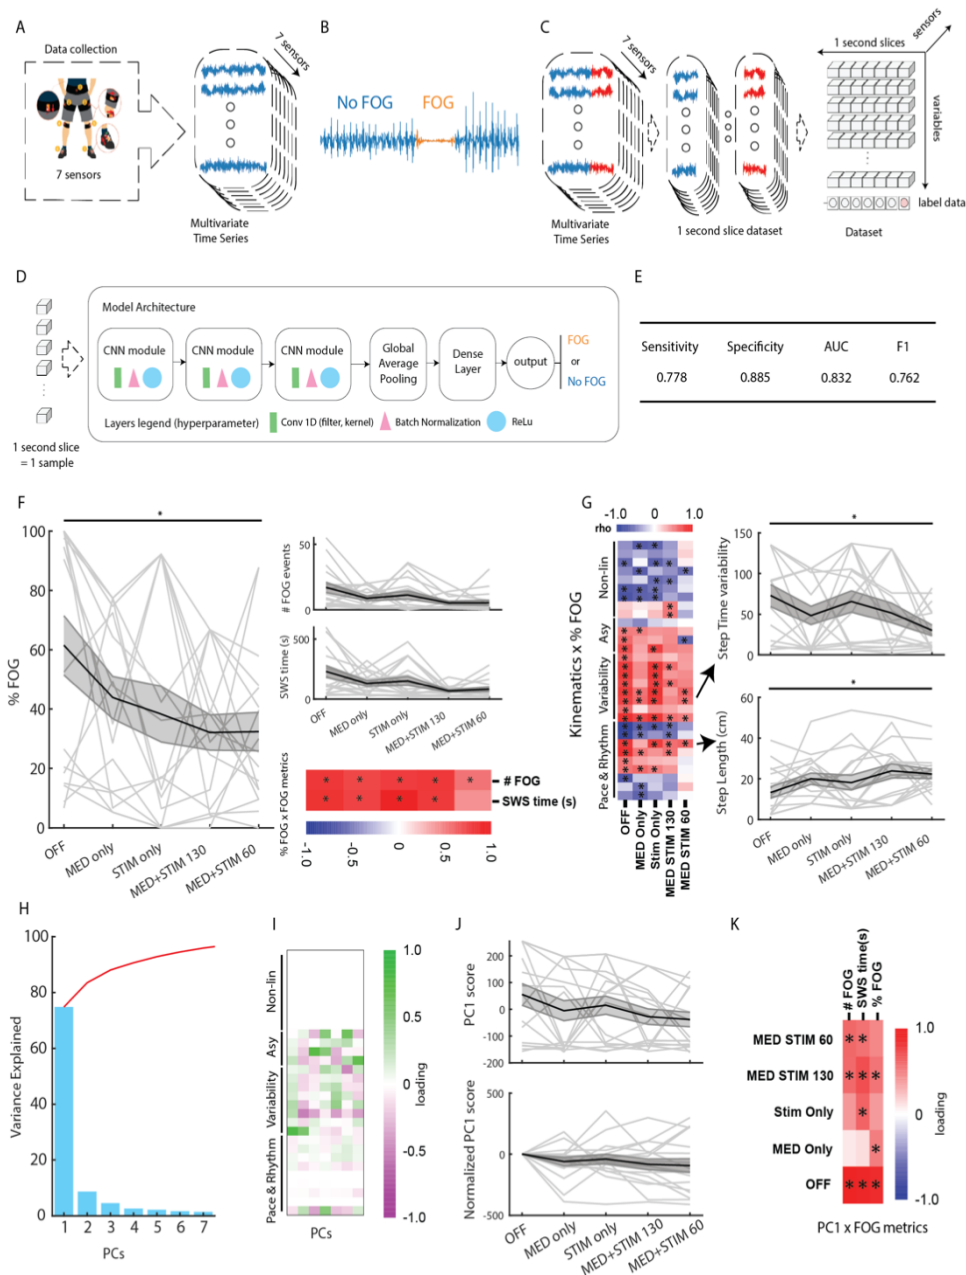 A
Data collection
7 sensors
7 sensors
Multivariate
Time Series
B
No FOG
FOG
C
7 sensors
Multivariate
Time Series
1 second slice dataset
1 second slices
sensors
variables
label data
Dataset
D
1 second slice
= 1 sample
Model Architecture
CNN module
CNN module
CNN module
Global
Average
Pooling
Dense
Layer
output
FOG
or
No FOG
Layers legend (hyperparameter)
Conv 1D (filter, kernel)
Batch Normalization
ReLu
E
Sensitivity Specificity AUC F1
0.778 0.885 0.832 0.762
F
*
% FOG
100
80
60
40
20
0
OFF
MED only
STIM only
MED+STIM 130
MED+STIM 60
# FOG events
50
0
SWS time (s)
500
0
OFF
MED only
STIM only
MED+STIM 130
MED+STIM 60
% FOG x FOG metrics
* * * * *
# FOG
* * * *
SWS time (s)
-1.0
-0.5
0
0.5
1.0
G
-1.0 0 1.0
rho
Kinematics x % FOG
Non-lin
Asy
Variability
Pace & Rhythm
OFF
MED Only
Stim Only
MED STIM 130
MED STIM 60
*
Step Time variability
150
100
50
0
*
Step Length (cm)
60
40
20
0
OFF
MED only
STIM only
MED+STIM 130
MED+STIM 60
H
Variance Explained
100
80
60
40
20
0
1 2 3 4 5 6 7
PCs
I
Non-lin
Asy
Variability
Pace & Rhythm
PCs
1.0
0.5
0
-0.5
-1.0
loading
J
PC1 score
200
100
0
-100
-200
Normalized PC1 score
500
0
-500
OFF
MED only
STIM only
MED+STIM 130
MED+STIM 60
K
# FOG
SWS time(s)
% FOG
MED STIM 60 * *
MED STIM 130 * * *
Stim Only *
MED Only *
OFF * * *
1.0
0
-1.0
loading
PC1 x FOG metrics